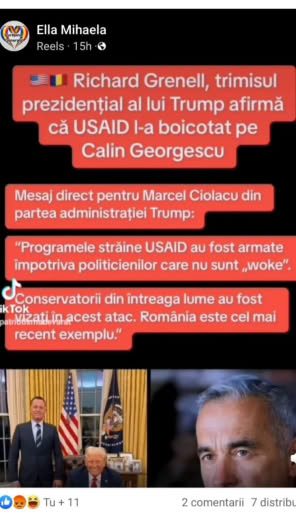 Ella Mihaela
Reels · 15h ·
Richard Grenell, trimisul
prezidențial al lui Trump afirmă
că USAID l-a boicotat pe
Calin Georgescu
Mesaj direct pentru Marcel Ciolacu din
partea administrației Trump:
"Programele străine USAID au fost armate
împotriva politicienilor care nu sunt „woke”.
Conservatorii din întreaga lume au fost
vizați in acest atac. România este cel mai
recent exemplu.”
ikTok
Tu + 11
2 comentarii 7 distribu